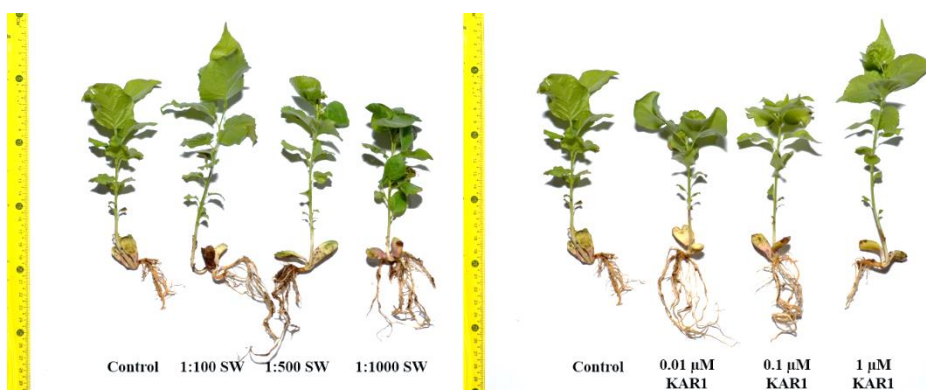 Control 1:100 SW 1:500 SW 1:1000 SW
Control 0.01 µM 0.1 µM 1 µM
KAR1 KAR1 KAR1